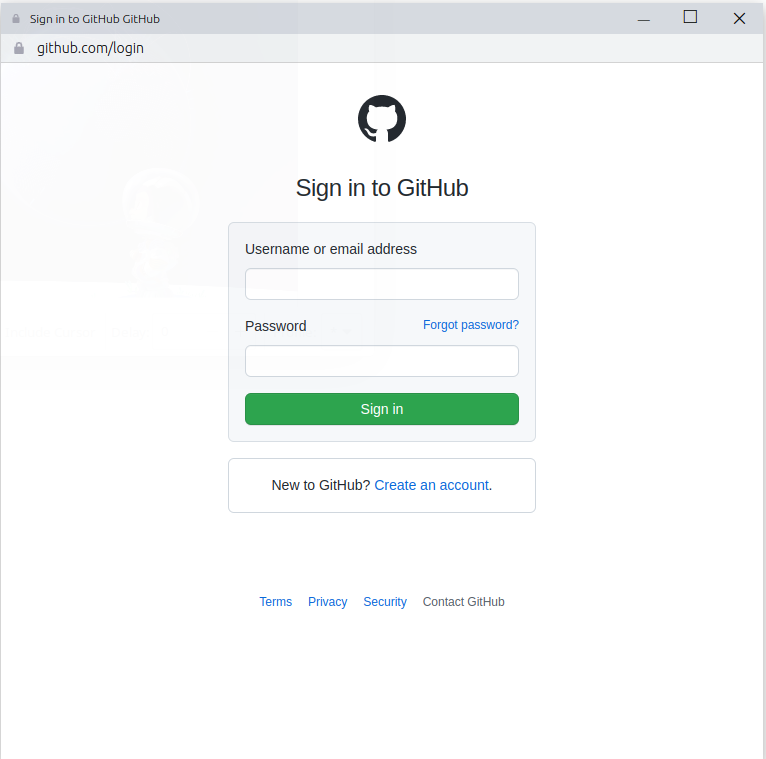 Sign in to GitHub GitHub
github.com/login
Sign in to GitHub
Username or email address
Password
Forgot password?
Sign in
New to GitHub? Create an account.
Terms Privacy Security Contact GitHub